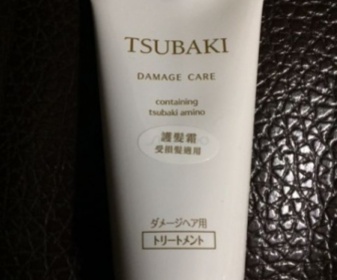 TSUBAKI
DAMAGE CARE
containing
tsubaki amino
護髮霜
受損髮適用
ダメージヘア用
トリートメント